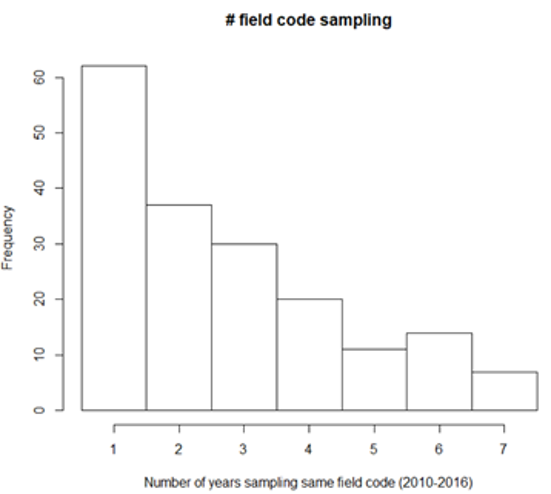 # field code sampling
60
50
40
30
20
10
0
Frequency
1 2 3 4 5 6 7
Number of years sampling same field code (2010-2016)